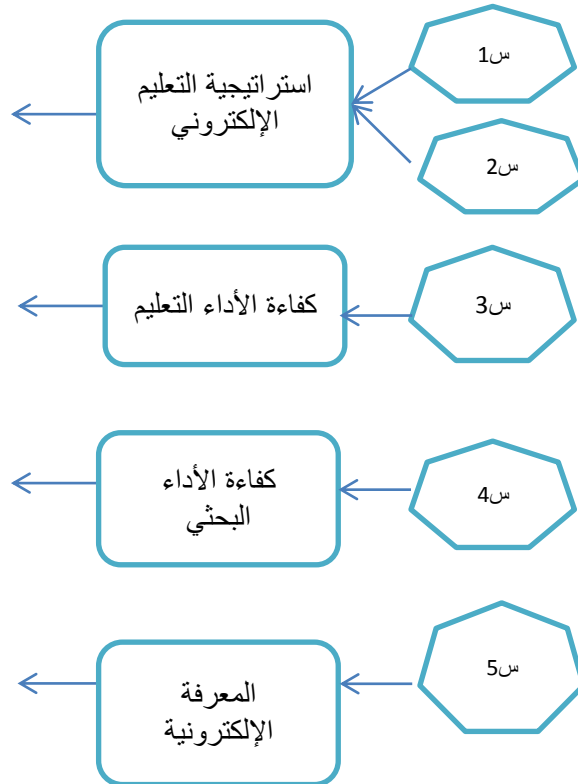 س1
استراتيجية التعليم
الإلكتروني
س2
س3
كفاءة الأداء التعليم
س4
كفاءة الأداء
البحثي
س5
المعرفة
الإلكترونية